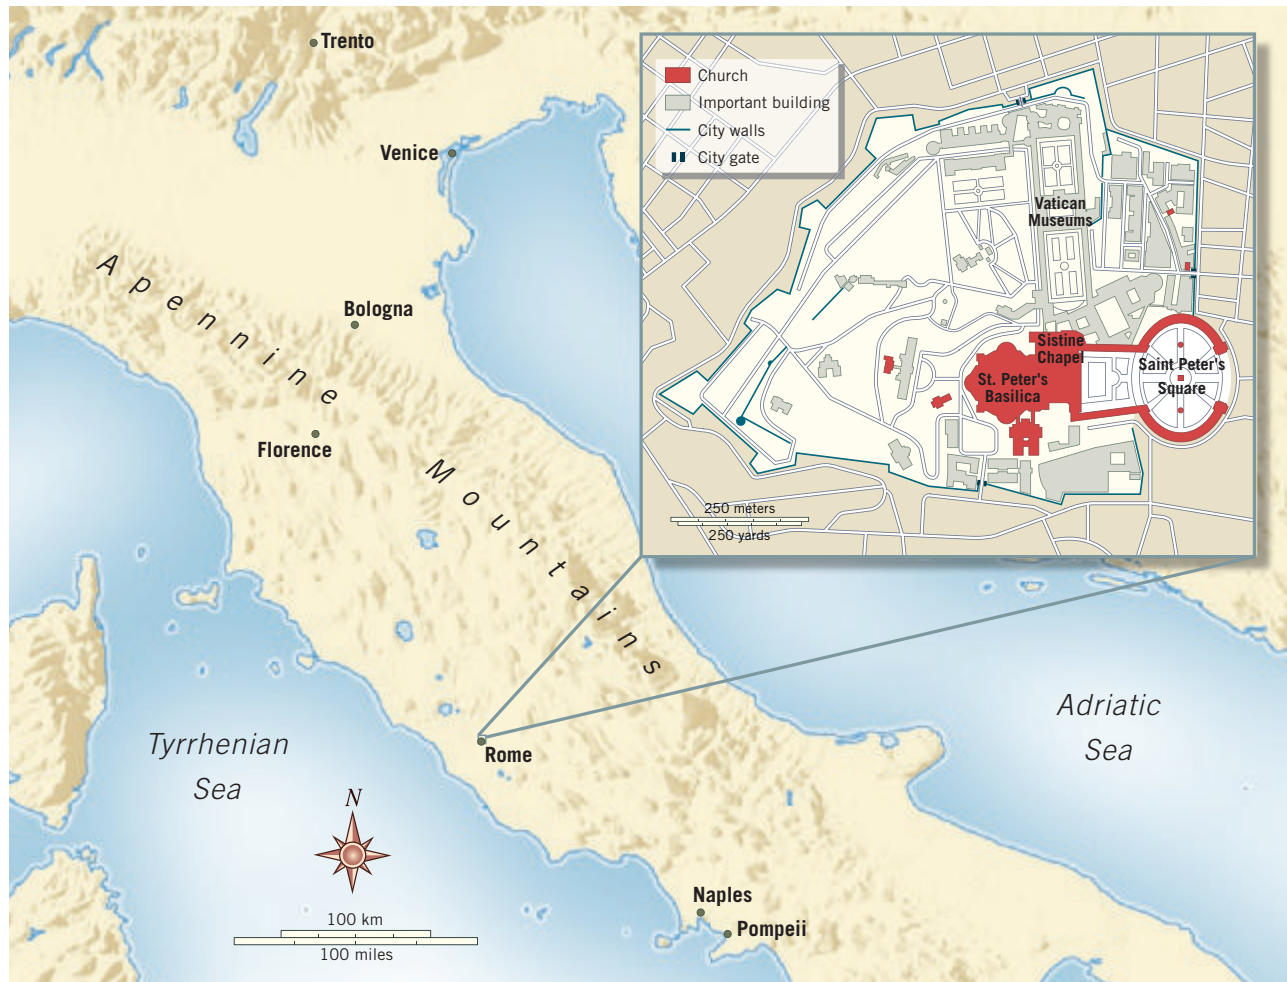 Trento
Venice
Apennine Mountains
Bologna
Florence
Rome
Naples
Pompeii
Tyrrhenian
Sea
Adriatic
Sea
N
100 km
100 miles
Church
Important building
City walls
City gate
Vatican
Museums
Sistine
Chapel
St. Peter's
Basilica
Saint Peter's
Square
250 meters
250 yards